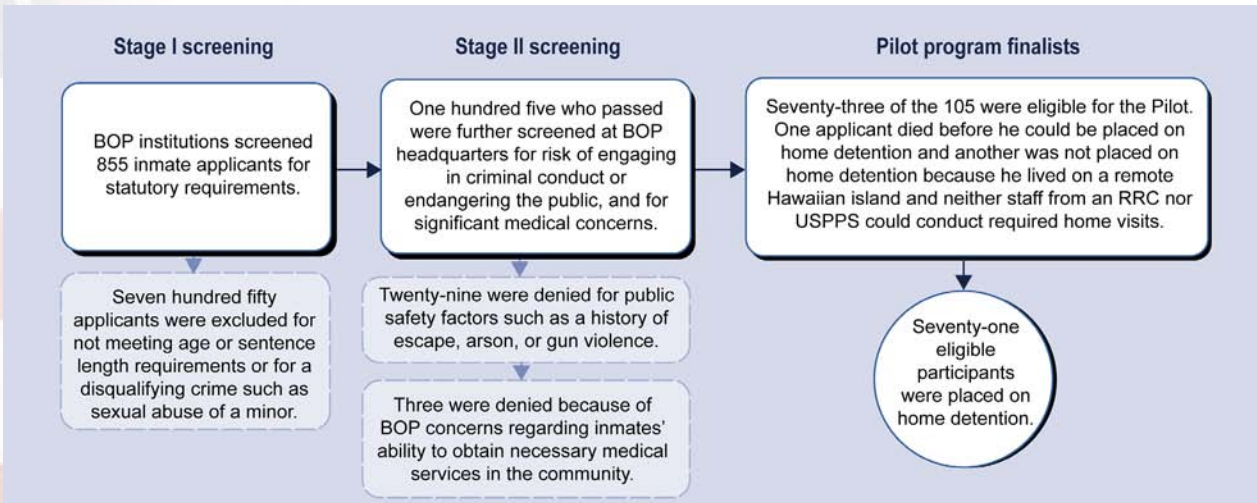 Stage I screening
BOP institutions screened
855 inmate applicants for
statutory requirements.
Seven hundred fifty
applicants were excluded for
not meeting age or sentence
length requirements or for a
disqualifying crime such as
sexual abuse of a minor.
Stage II screening
One hundred five who passed
were further screened at BOP
headquarters for risk of engaging
in criminal conduct or
endangering the public, and for
significant medical concerns.
Twenty-nine were denied for public
safety factors such as a history of
escape, arson, or gun violence.
Three were denied because of
BOP concerns regarding inmates’
ability to obtain necessary medical
services in the community.
Pilot program finalists
Seventy-three of the 105 were eligible for the Pilot.
One applicant died before he could be placed on
home detention and another was not placed on
home detention because he lived on a remote
Hawaiian island and neither staff from an RRC nor
USPPS could conduct required home visits.
Seventy-one
eligible
participants
were placed on
home detention.